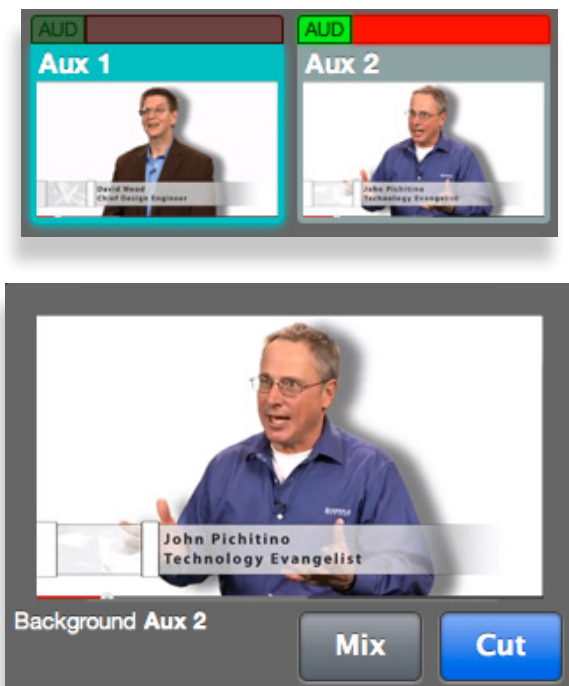 AUD
AUD
Aux 1
Aux 2
David Wood
Chief Design Engineer
John Pichitino
Technology Evangelist
John Pichitino
Technology Evangelist
Background Aux 2
Mix
Cut